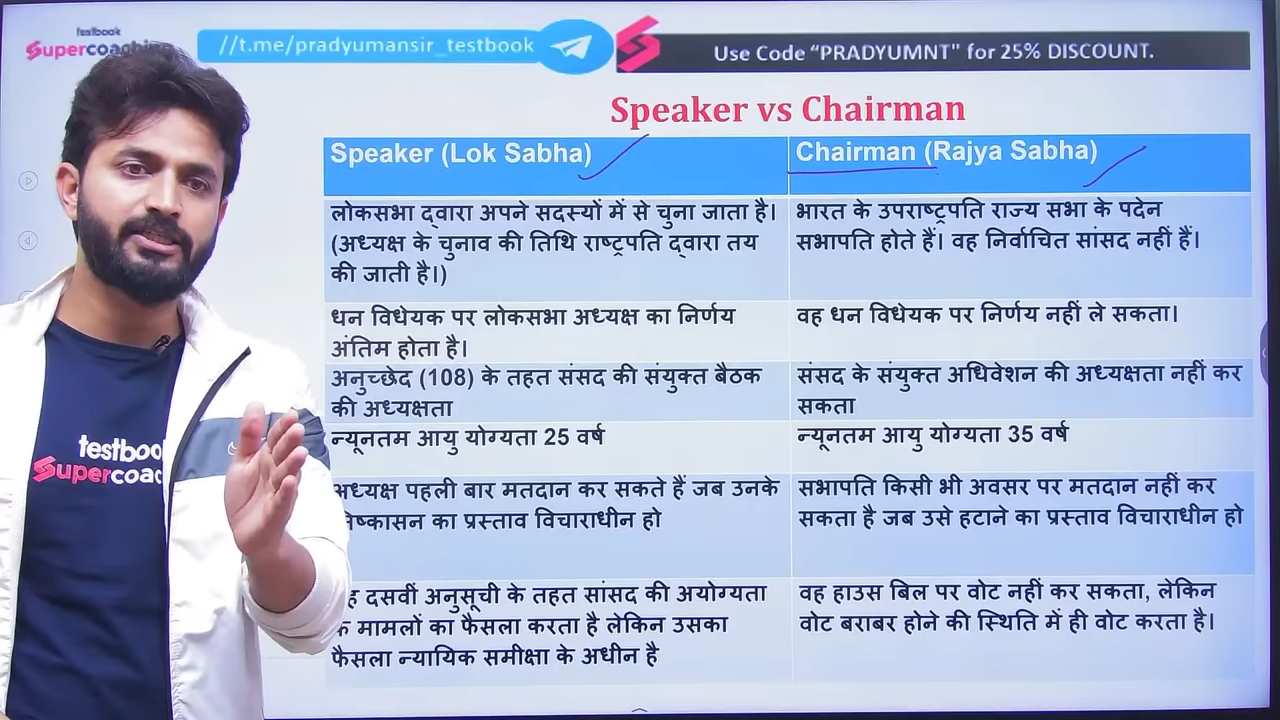 testbook
Supercoaching
//t.me/pradyumansir_testbook
Use Code “PRADYUMNT" for 25% DISCOUNT.
Speaker vs Chairman
Speaker (Lok Sabha)
Chairman (Rajya Sabha)
लोकसभा द्वारा अपने सदस्यों में से चुना जाता है।
(अध्यक्ष के चुनाव की तिथि राष्ट्रपति द्वारा तय
की जाती है।)
भारत के उपराष्ट्रपति राज्य सभा के पदेन
सभापति होते हैं। वह निर्वाचित सांसद नहीं हैं।
धन विधेयक पर लोकसभा अध्यक्ष का निर्णय
अंतिम होता है।
वह धन विधेयक पर निर्णय नहीं ले सकता।
अनुच्छेद (108) के तहत संसद की संयुक्त बैठक
की अध्यक्षता
संसद के संयुक्त अधिवेशन की अध्यक्षता नहीं कर
सकता
न्यूनतम आयु योग्यता 25 वर्ष
न्यूनतम आयु योग्यता 35 वर्ष
अध्यक्ष पहली बार मतदान कर सकते हैं जब उनके
निष्कासन का प्रस्ताव विचाराधीन हो
सभापति किसी भी अवसर पर मतदान नहीं कर
सकता है जब उसे हटाने का प्रस्ताव विचाराधीन हो
दसवीं अनुसूची के तहत सांसद की अयोग्यता
मामलों का फैसला करता है लेकिन उसका
फैसला न्यायिक समीक्षा के अधीन है
वह हाउस बिल पर वोट नहीं कर सकता, लेकिन
वोट बराबर होने की स्थिति में ही वोट करता है।
testboo
Supercoac